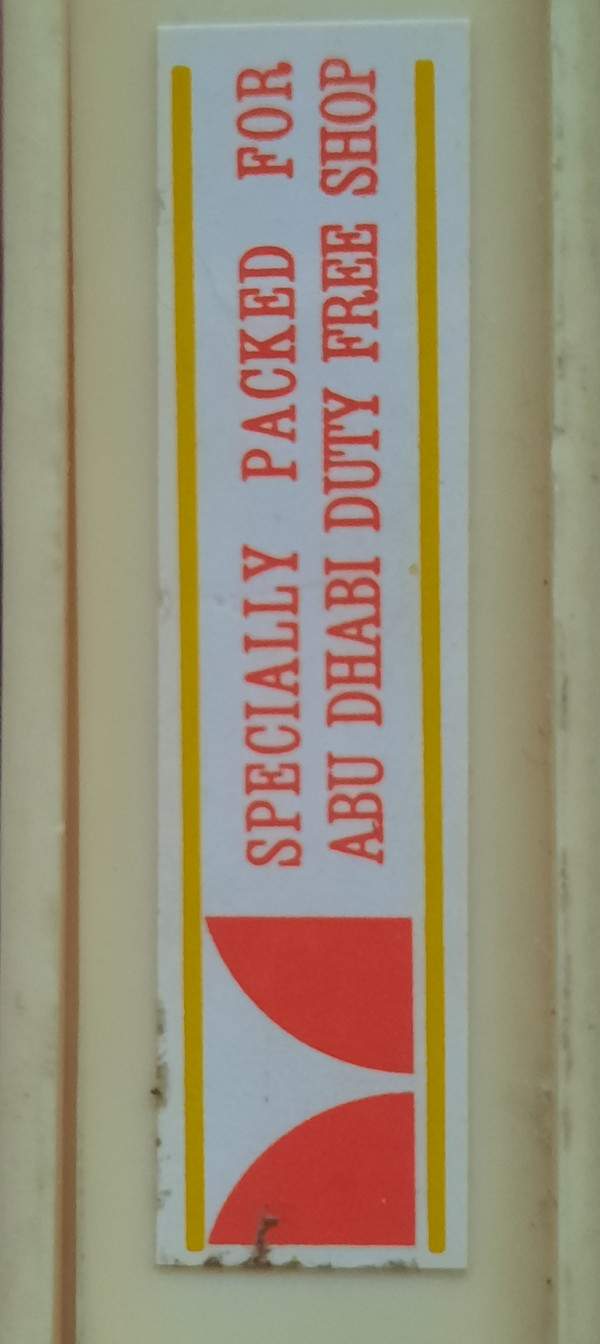 SPECIALLY PACKED FOR
ABU DHABI DUTY FREE SHOP